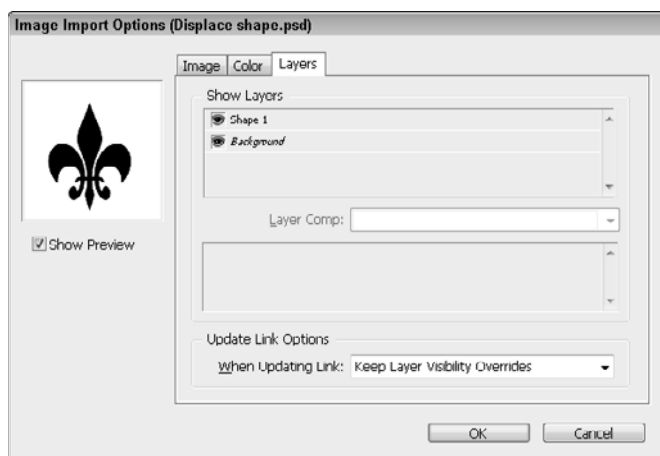 Image Import Options (Displace shape.psd)
Image Color Layers
Show Layers
Shape 1
Background
Layer Comp:
Show Preview
Update Link Options
When Updating Link: Keep Layer Visibility Overrides
OK Cancel